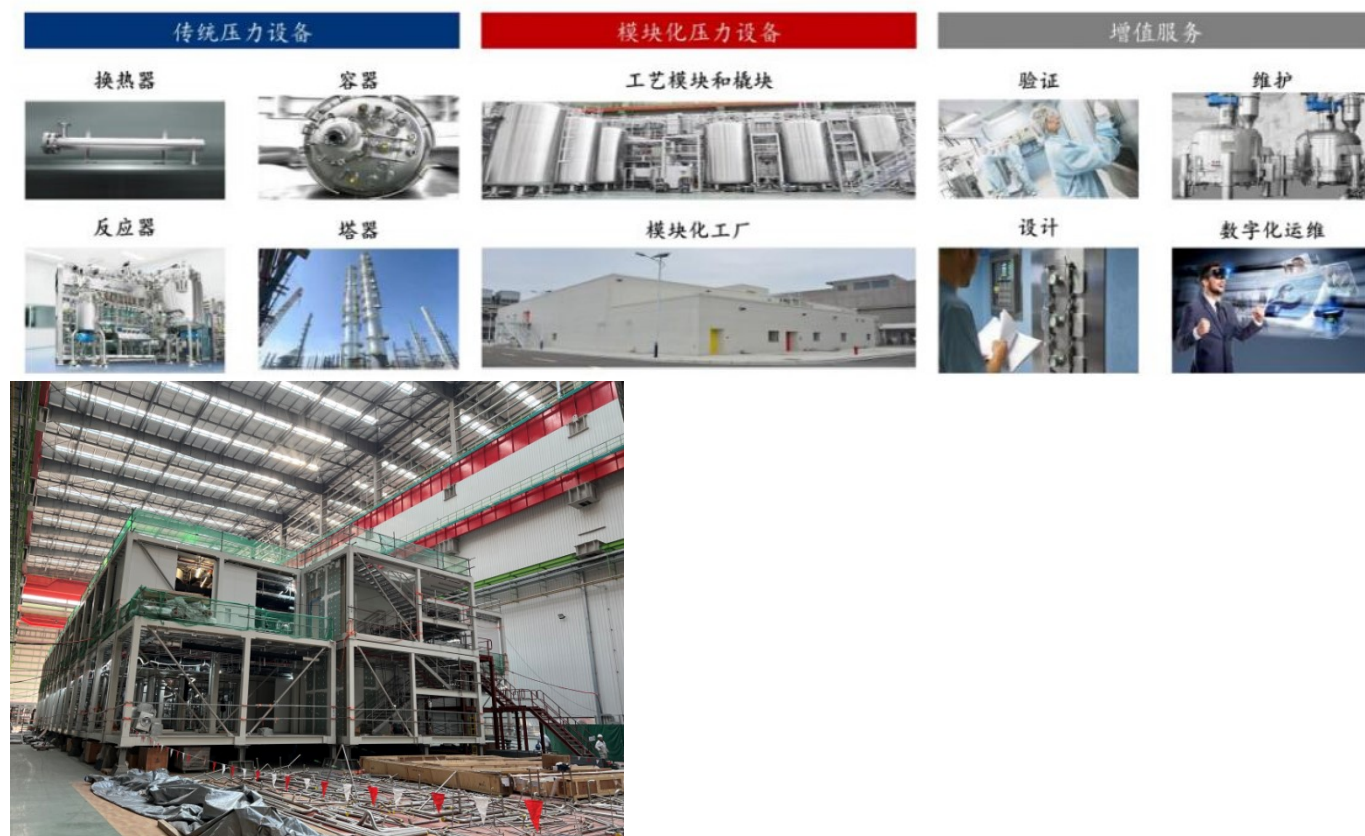 传统压力设备
模块化压力设备
增值服务
换热器
容器
工艺模块和橇块
验证
维护
反应器
塔器
模块化工厂
设计
数字化运维